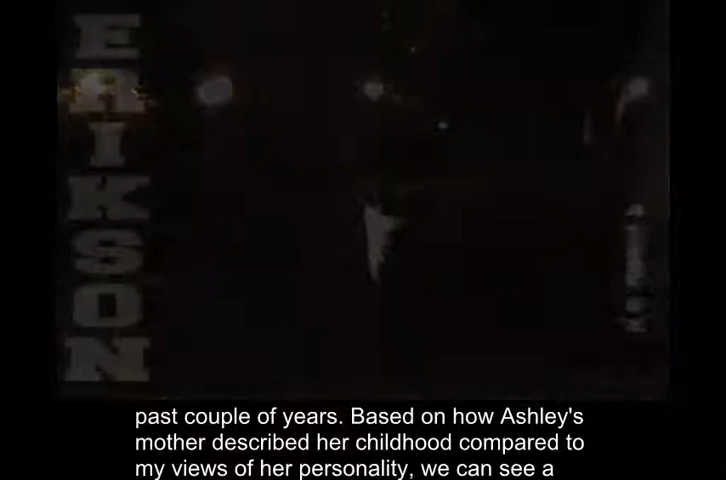 ERIKSON
past couple of years. Based on how Ashley's
mother described her childhood compared to
my views of her personality, we can see a